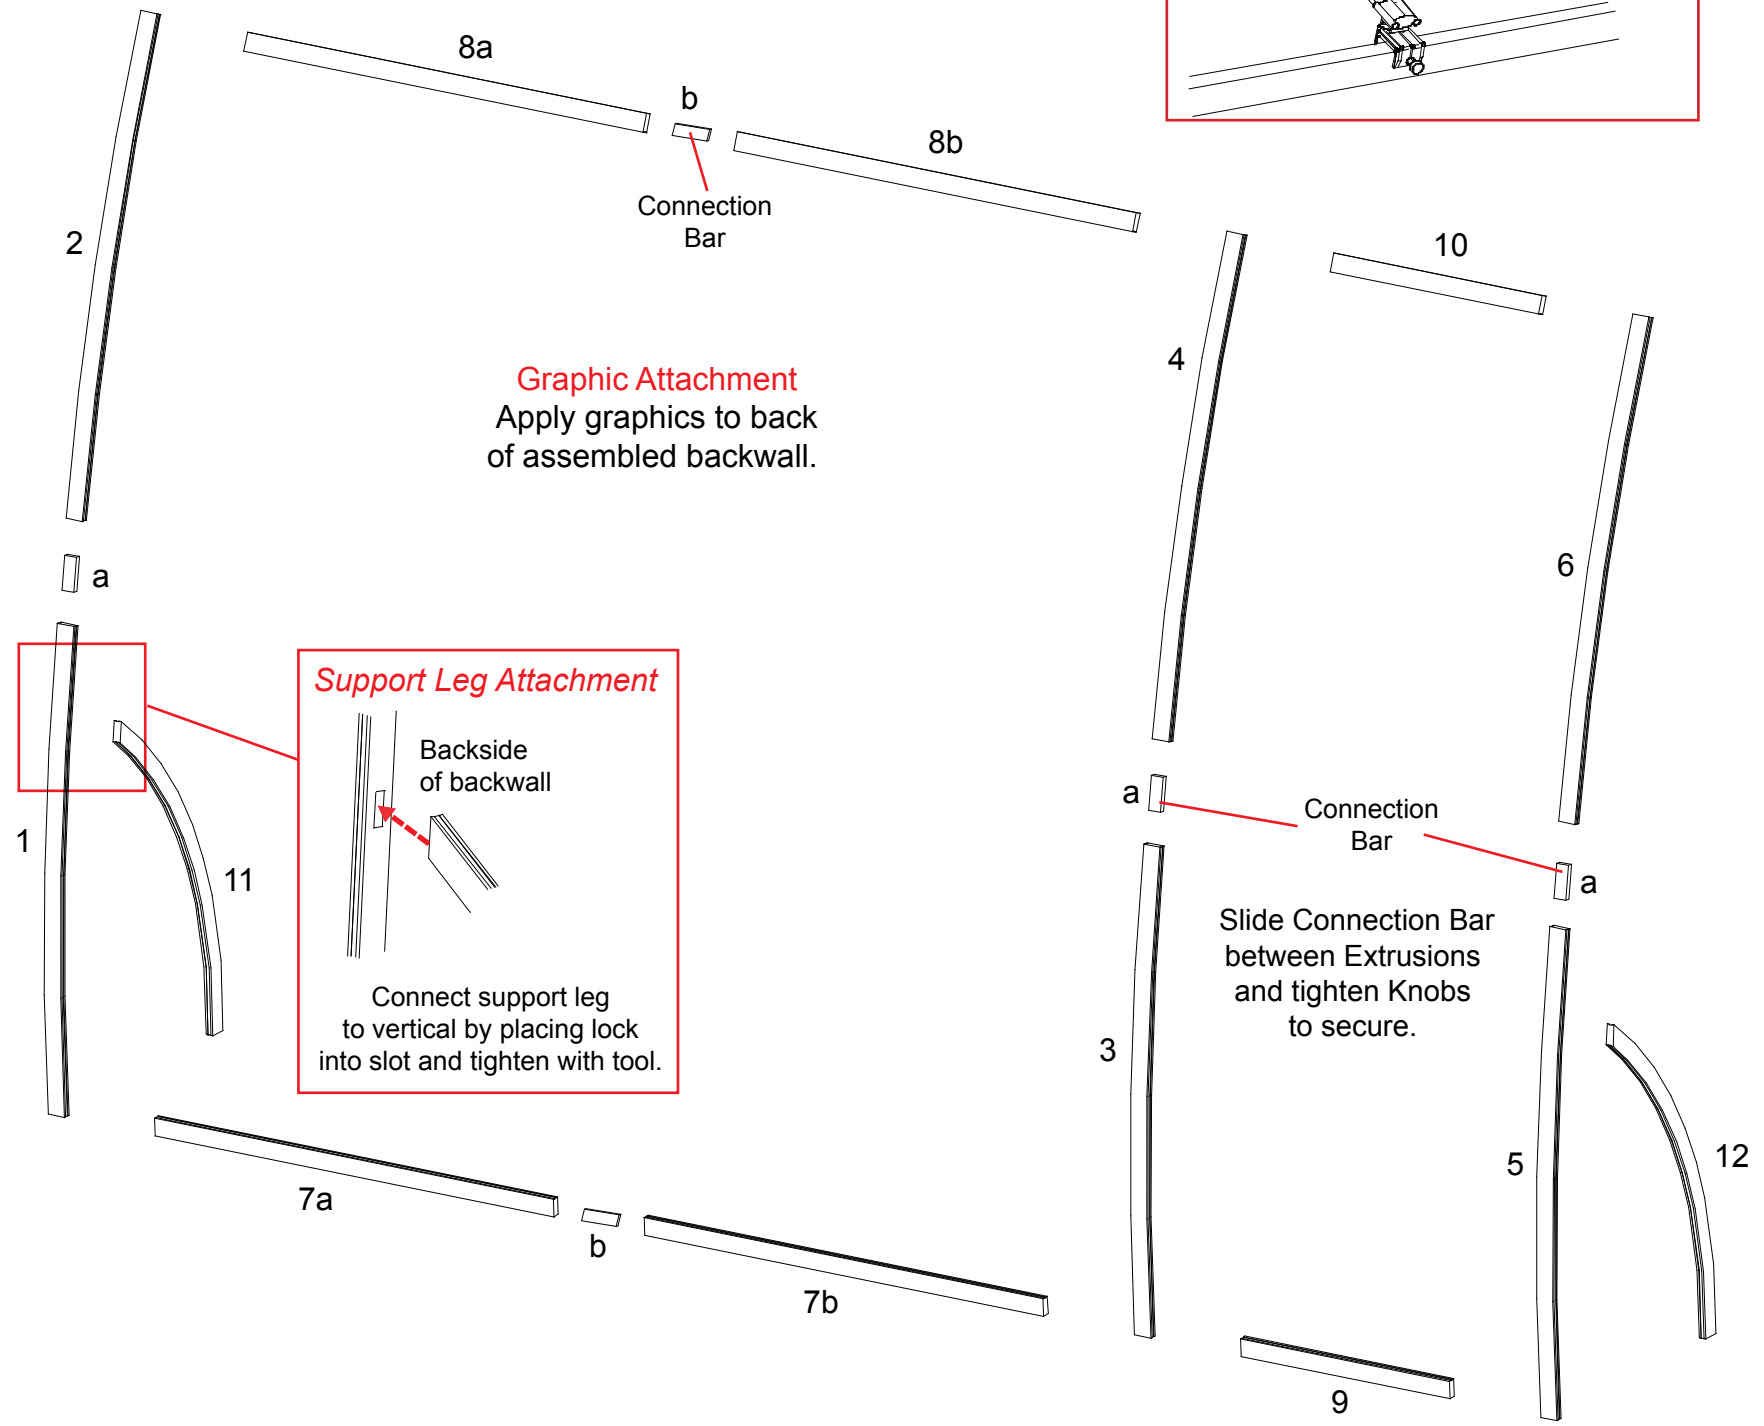 8a
b
8b
Connection
Bar
2
10
4
Graphic Attachment
Apply graphics to back
of assembled backwall.
6
a
Support Leg Attachment
Backside
of backwall
a
Connection
Bar
1
11
a
Slide Connection Bar
between Extrusions
and tighten Knobs
to secure.
Connect support leg
to vertical by placing lock
into slot and tighten with tool.
3
5
12
7a
b
7b
9